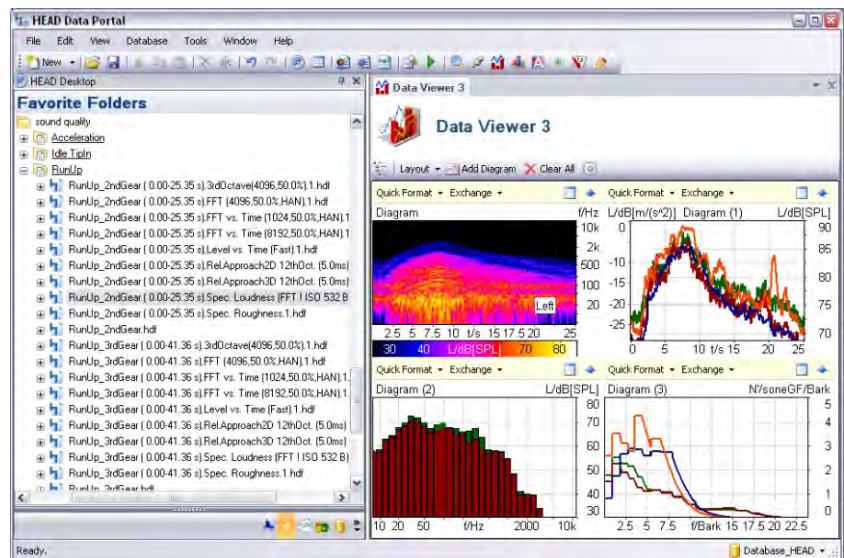 HEAD Data Portal
File Edit View Database Tools Window Help
New
HEAD Desktop
Favorite Folders
sound quality
Acceleration
Idle TipIn
RunUp
RunUp_2ndGear ( 0.00-25.35 s).3rdOctave(4096,50.0%).1.hdf
RunUp_2ndGear ( 0.00-25.35 s).FFT (4096,50.0%,HAN).1.hdf
RunUp_2ndGear ( 0.00-25.35 s).FFT vs. Time (1024,50.0%,HAN).1
RunUp_2ndGear ( 0.00-25.35 s).FFT vs. Time (8192,50.0%,HAN).1
RunUp_2ndGear ( 0.00-25.35 s).Level vs. Time (Fast).1.hdf
RunUp_2ndGear ( 0.00-25.35 s).Rel.Approach2D 12thOct. (5.0ms)
RunUp_2ndGear ( 0.00-25.35 s).Rel.Approach3D 12thOct. (5.0ms)
RunUp_2ndGear ( 0.00-25.35 s).Spec. Loudness (FFT ! ISO 532 B
RunUp_2ndGear ( 0.00-25.35 s).Spec. Roughness.1.hdf
RunUp_2ndGear.hdf
RunUp_3rdGear ( 0.00-41.36 s).3rdOctave(4096,50.0%).1.hdf
RunUp_3rdGear ( 0.00-41.36 s).FFT (4096,50.0%,HAN).1.hdf
RunUp_3rdGear ( 0.00-41.36 s).FFT vs. Time (1024,50.0%,HAN).1.
RunUp_3rdGear ( 0.00-41.36 s).FFT vs. Time (8192,50.0%,HAN).1.
RunUp_3rdGear ( 0.00-41.36 s).Level vs. Time (Fast).1.hdf
RunUp_3rdGear ( 0.00-41.36 s).Rel.Approach2D 12thOct. (5.0ms)
RunUp_3rdGear ( 0.00-41.36 s).Rel.Approach3D 12thOct. (5.0ms)
RunUp_3rdGear ( 0.00-41.36 s).Spec. Loudness (FFT ! ISO 532 B)
RunUp_3rdGear ( 0.00-41.36 s).Spec. Roughness.1.hdf
RunUp_3rdGear.hdf
Data Viewer 3
Data Viewer 3
Layout Add Diagram Clear All
Quick Format Exchange
Diagram f/Hz
10k
2k
500
100
20
Left
2.5 5 7.5 10 t/s 15 17.5 20 25
30 40 L/dB[SPL] 70 80
Quick Format Exchange
L/dB[m/(s^2)] Diagram (1) L/dB[SPL]
0 90
-5 85
-10
-15 80
-20 75
-25 70
0 5 10 t/s 15 20 25
Quick Format Exchange
Diagram (2) L/dB[SPL]
80
70
60
50
40
30
10 20 50 f/Hz 2000 10k
Quick Format Exchange
Diagram (3) N'/soneGF/Bark
5
4
3
2
1
0
2.5 5 7.5 f/Bark 15 17.5 20 22.5
Ready. Database_HEAD